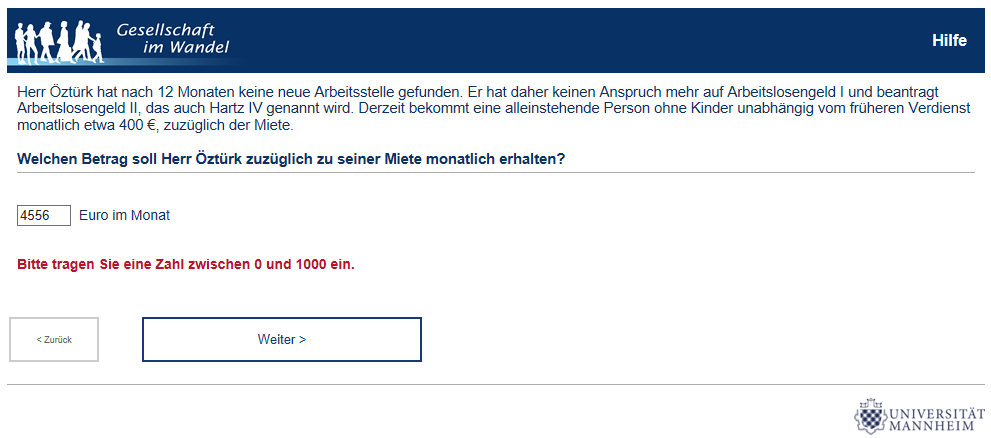 Gesellschaft
im Wandel
Hilfe
Herr Öztürk hat nach 12 Monaten keine neue Arbeitsstelle gefunden. Er hat daher keinen Anspruch mehr auf Arbeitslosengeld I und beantragt
Arbeitslosengeld II, das auch Hartz IV genannt wird. Derzeit bekommt eine alleinstehende Person ohne Kinder unabhängig vom früheren Verdienst
monatlich etwa 400 €, zuzüglich der Miete.
Welchen Betrag soll Herr Öztürk zuzüglich zu seiner Miete monatlich erhalten?
4556 Euro im Monat
Bitte tragen Sie eine Zahl zwischen 0 und 1000 ein.
< Zurück
Weiter >
UNIVERSITÄT
MANNHEIM